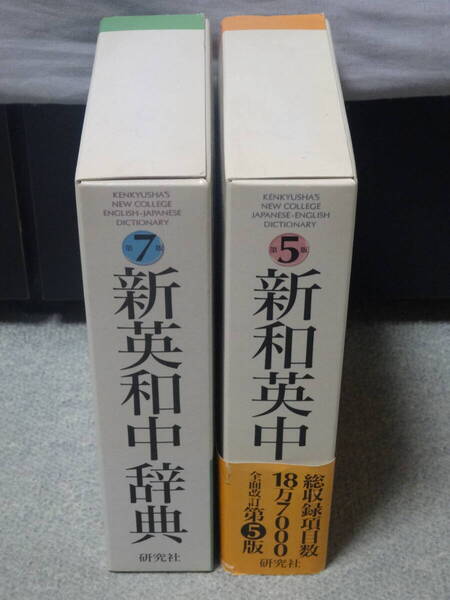 KENKYUSHA'S
NEW COLLEGE
ENGLISH-JAPANESE
DICTIONARY
第7版
新英和中辞典
研究社
KENKYUSHA'S
NEW COLLEGE
JAPANESE-ENGLISH
DICTIONARY
第5版
新和英中
総収録項目数
18万7000
全面改訂第5版
研究社